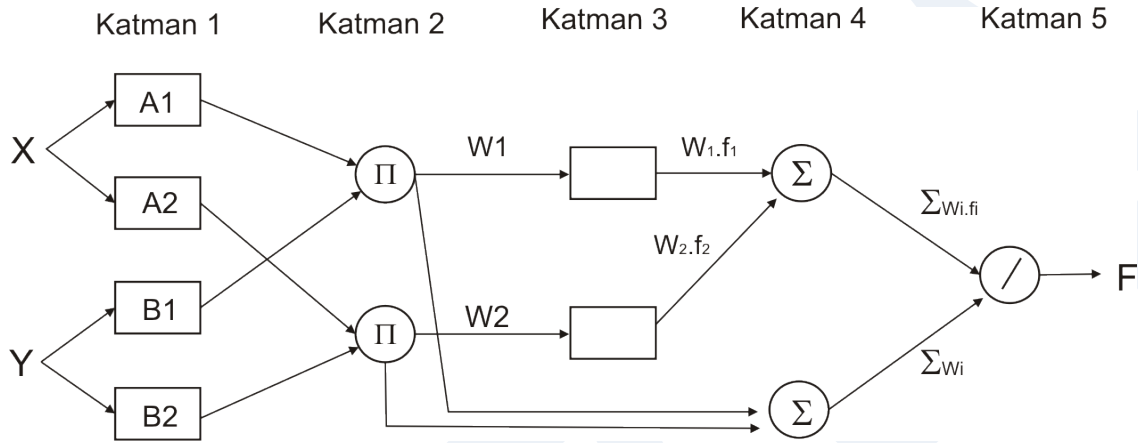 Katman 1 Katman 2 Katman 3 Katman 4 Katman 5
X
Y
A1
A2
B1
B2
Π
Π
W1
W2
W₁.f₁
W₂.f₂
Σ
Σ
ΣWi.fi
ΣWi
/
F